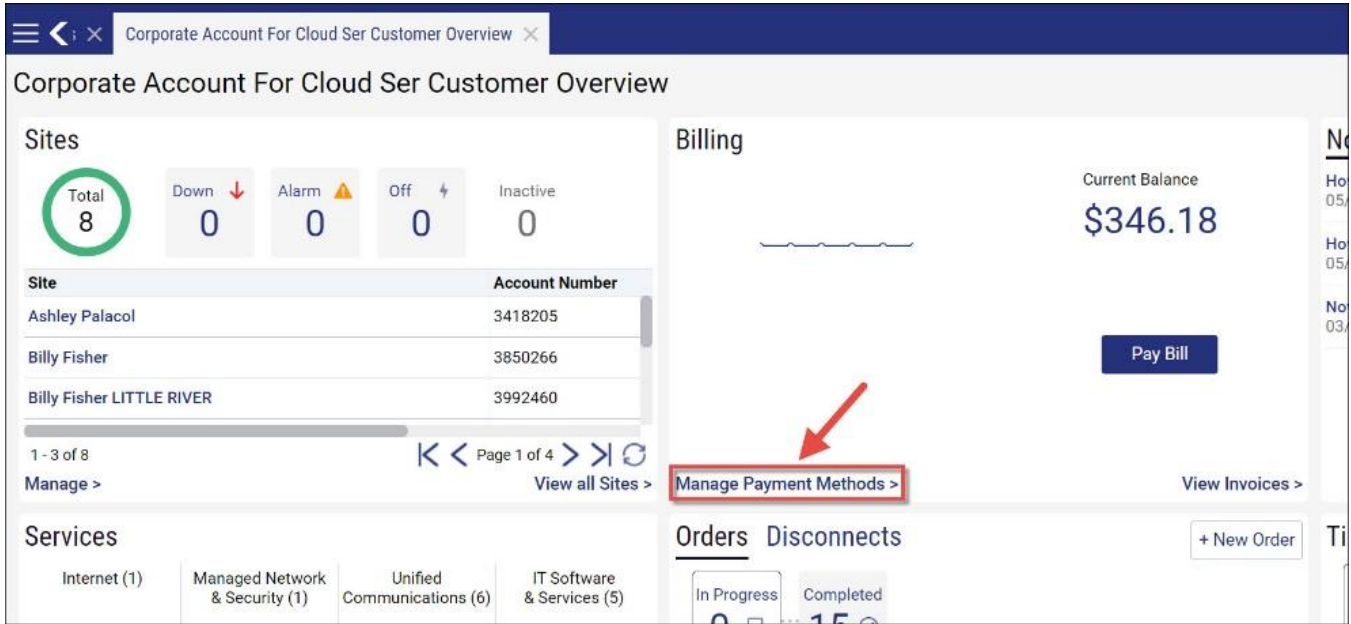 Corporate Account For Cloud Ser Customer Overview
Corporate Account For Cloud Ser Customer Overview
Sites
Total
8
Down
0
Alarm
0
Off
0
Inactive
0
Site Account Number
Ashley Palacol 3418205
Billy Fisher 3850266
Billy Fisher LITTLE RIVER 3992460
1 - 3 of 8 Page 1 of 4
Manage > View all Sites >
Billing
Current Balance
$346.18
Pay Bill
Manage Payment Methods > View Invoices >
05/
05/
03/
Services
Internet (1)
Managed Network
& Security (1)
Unified
Communications (6)
IT Software
& Services (5)
Orders Disconnects + New Order
In Progress
Completed
15